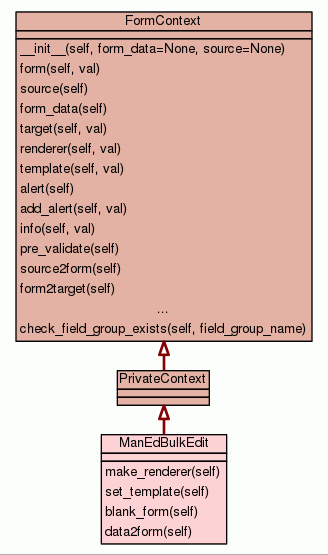 FormContext
__init__(self, form_data=None, source=None)
form(self, val)
source(self)
form_data(self)
target(self, val)
renderer(self, val)
template(self, val)
alert(self)
add_alert(self, val)
info(self, val)
pre_validate(self)
source2form(self)
form2target(self)
...
check_field_group_exists(self, field_group_name)
PrivateContext
ManEdBulkEdit
make_renderer(self)
set_template(self)
blank_form(self)
data2form(self)